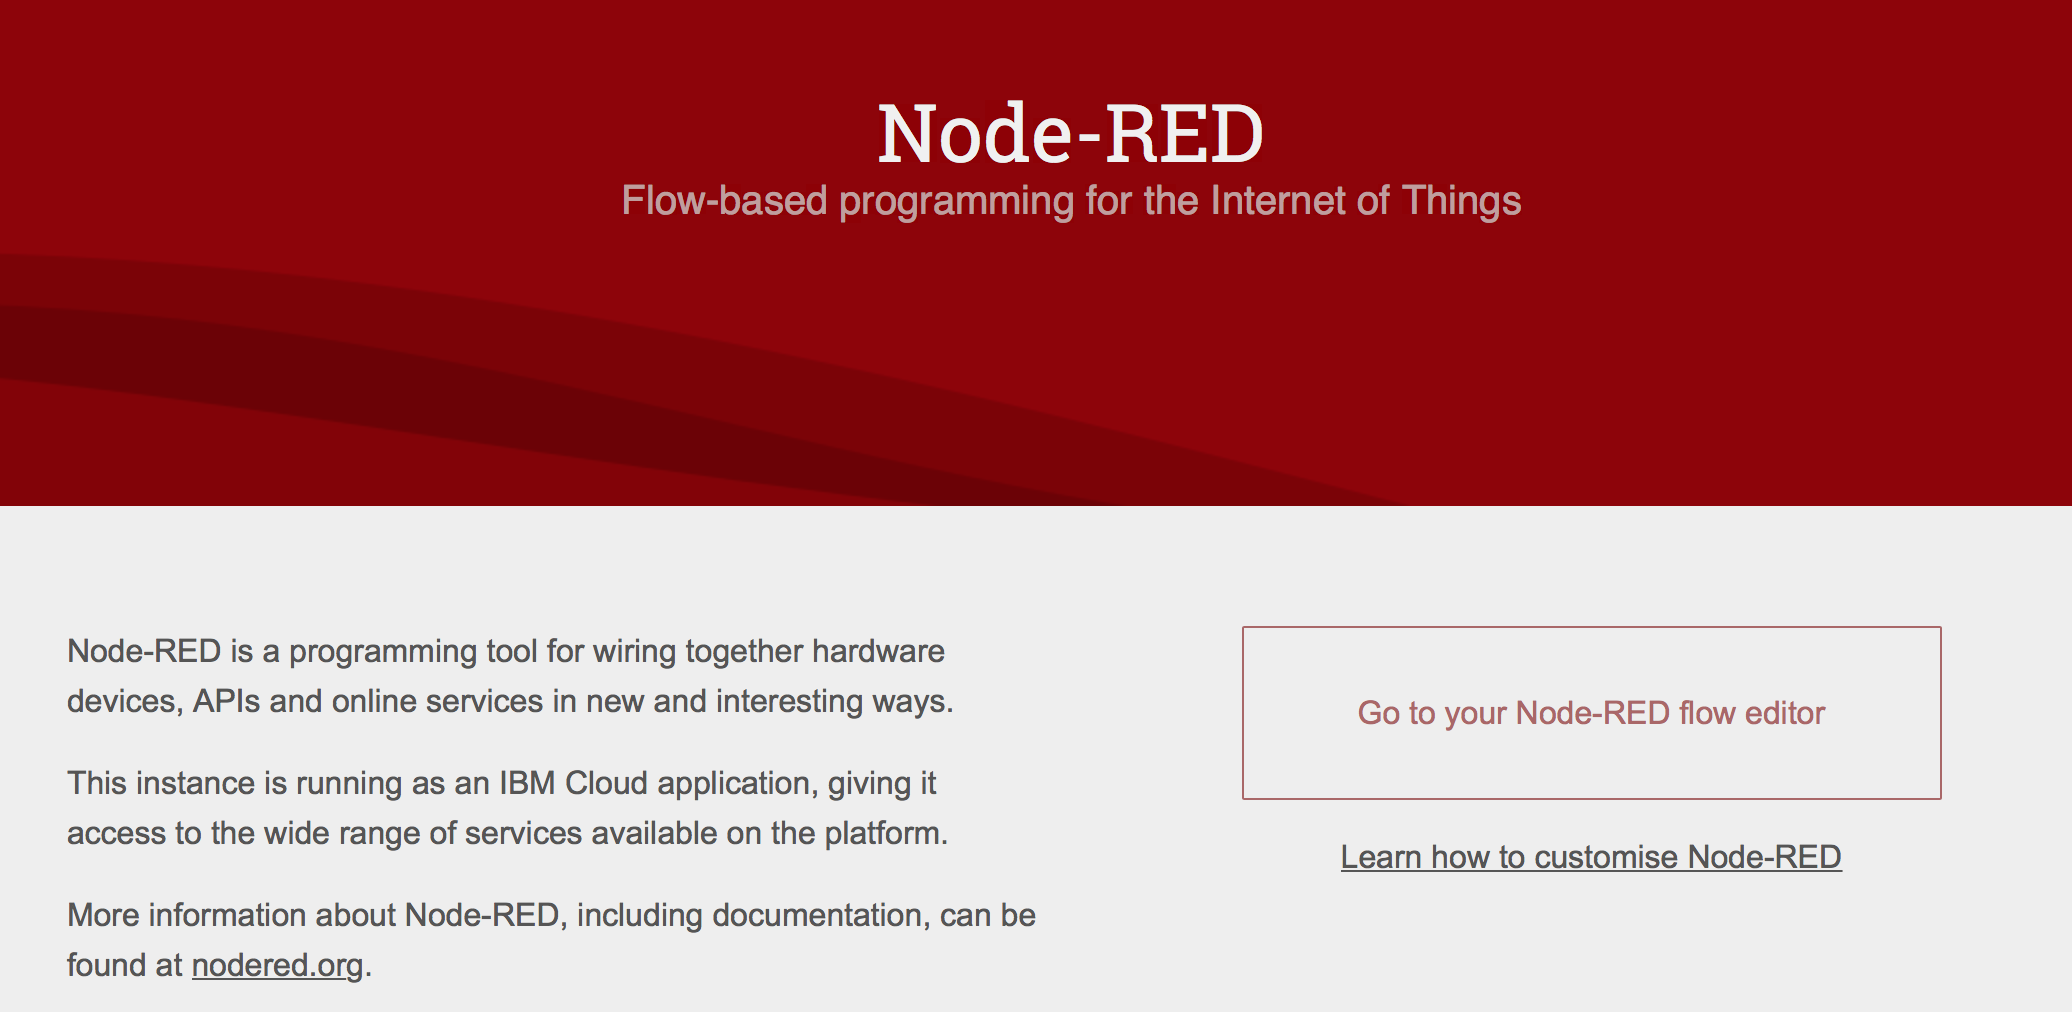 Node-RED
Flow-based programming for the Internet of Things
Node-RED is a programming tool for wiring together hardware
devices, APIs and online services in new and interesting ways.
This instance is running as an IBM Cloud application, giving it
access to the wide range of services available on the platform.
More information about Node-RED, including documentation, can be
found at nodered.org.
Go to your Node-RED flow editor
Learn how to customise Node-RED